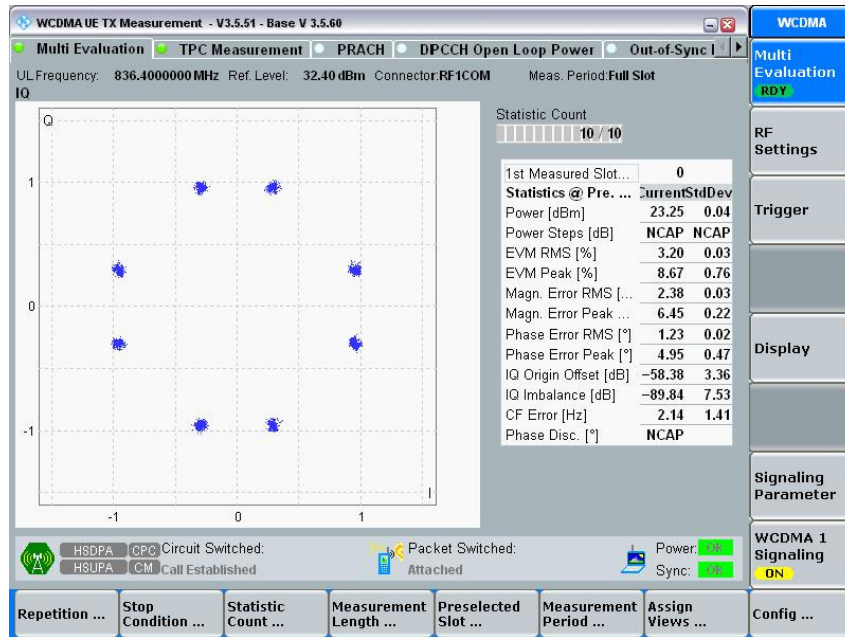 WCDMA UE TX Measurement - V3.5.51 - Base V 3.5.60
WCDMA
Multi Evaluation TPC Measurement PRACH DPCCH Open Loop Power Out-of-Sync
UL Frequency: 836.4000000 MHz Ref. Level: 32.40 dBm Connector: RF1COM Meas. Period: Full Slot
IQ
Q
1
0
-1
-1 0 1
I
Statistic Count
10 / 10
1st Measured Slot... 0
Statistics @ Pre. ... Current StdDev
Power [dBm] 23.25 0.04
Power Steps [dB] NCAP NCAP
EVM RMS [%] 3.20 0.03
EVM Peak [%] 8.67 0.76
Magn. Error RMS [... 2.38 0.03
Magn. Error Peak ... 6.45 0.22
Phase Error RMS [°] 1.23 0.02
Phase Error Peak [°] 4.95 0.47
IQ Origin Offset [dB] −58.38 3.36
IQ Imbalance [dB] −89.84 7.53
CF Error [Hz] 2.14 1.41
Phase Disc. [°] NCAP
Multi
Evaluation
RDY
RF
Settings
Trigger
Display
Signaling
Parameter
WCDMA 1
Signaling
ON
HSDPA CPC Circuit Switched: Packet Switched: Power: OK
HSUPA CM Call Established Attached Sync: OK
Repetition ...
Stop
Condition ...
Statistic
Count ...
Measurement
Length ...
Preselected
Slot ...
Measurement
Period ...
Assign
Views ...
Config ...